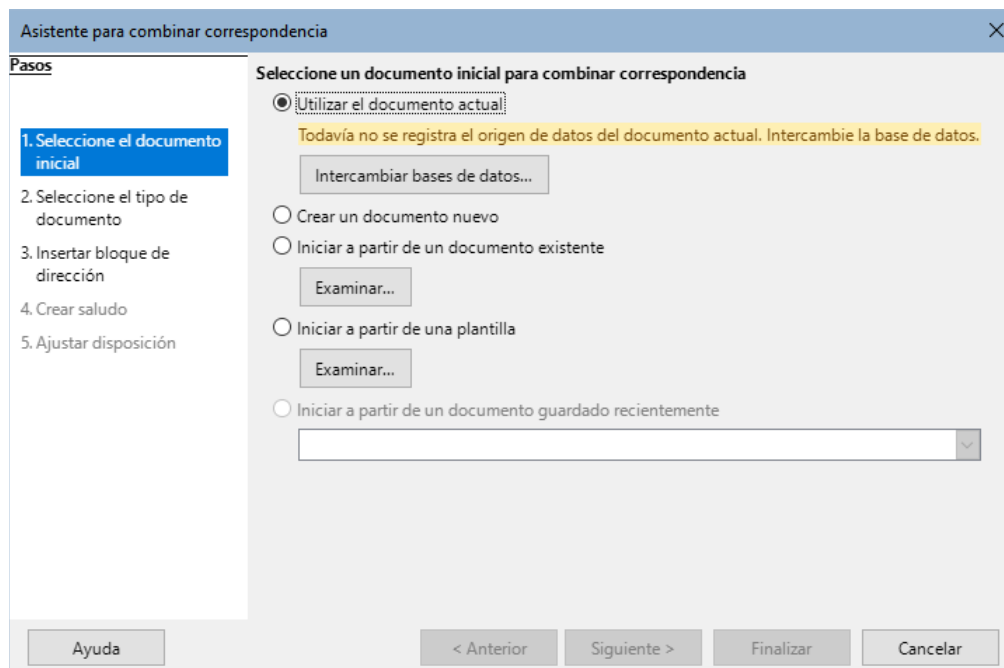 Asistente para combinar correspondencia
Pasos
1. Seleccione el documento
inicial
2. Seleccione el tipo de
documento
3. Insertar bloque de
dirección
4. Crear saludo
5. Ajustar disposición
Seleccione un documento inicial para combinar correspondencia
Utilizar el documento actual
Todavía no se registra el origen de datos del documento actual. Intercambie la base de datos.
Intercambiar bases de datos...
Crear un documento nuevo
Iniciar a partir de un documento existente
Examinar...
Iniciar a partir de una plantilla
Examinar...
Iniciar a partir de un documento guardado recientemente
Ayuda
< Anterior
Siguiente >
Finalizar
Cancelar